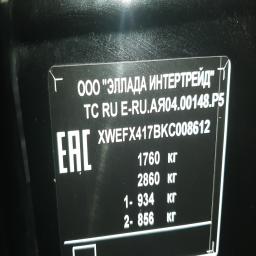 ООО "ЭЛЛАДА ИНТЕРТРЕЙД"
ТС RU Е-RU.АЯ04.00148.Р5
EAC
XWEFX417BKC008612
1760 кг
2860 кг
1- 934 кг
2- 856 кг